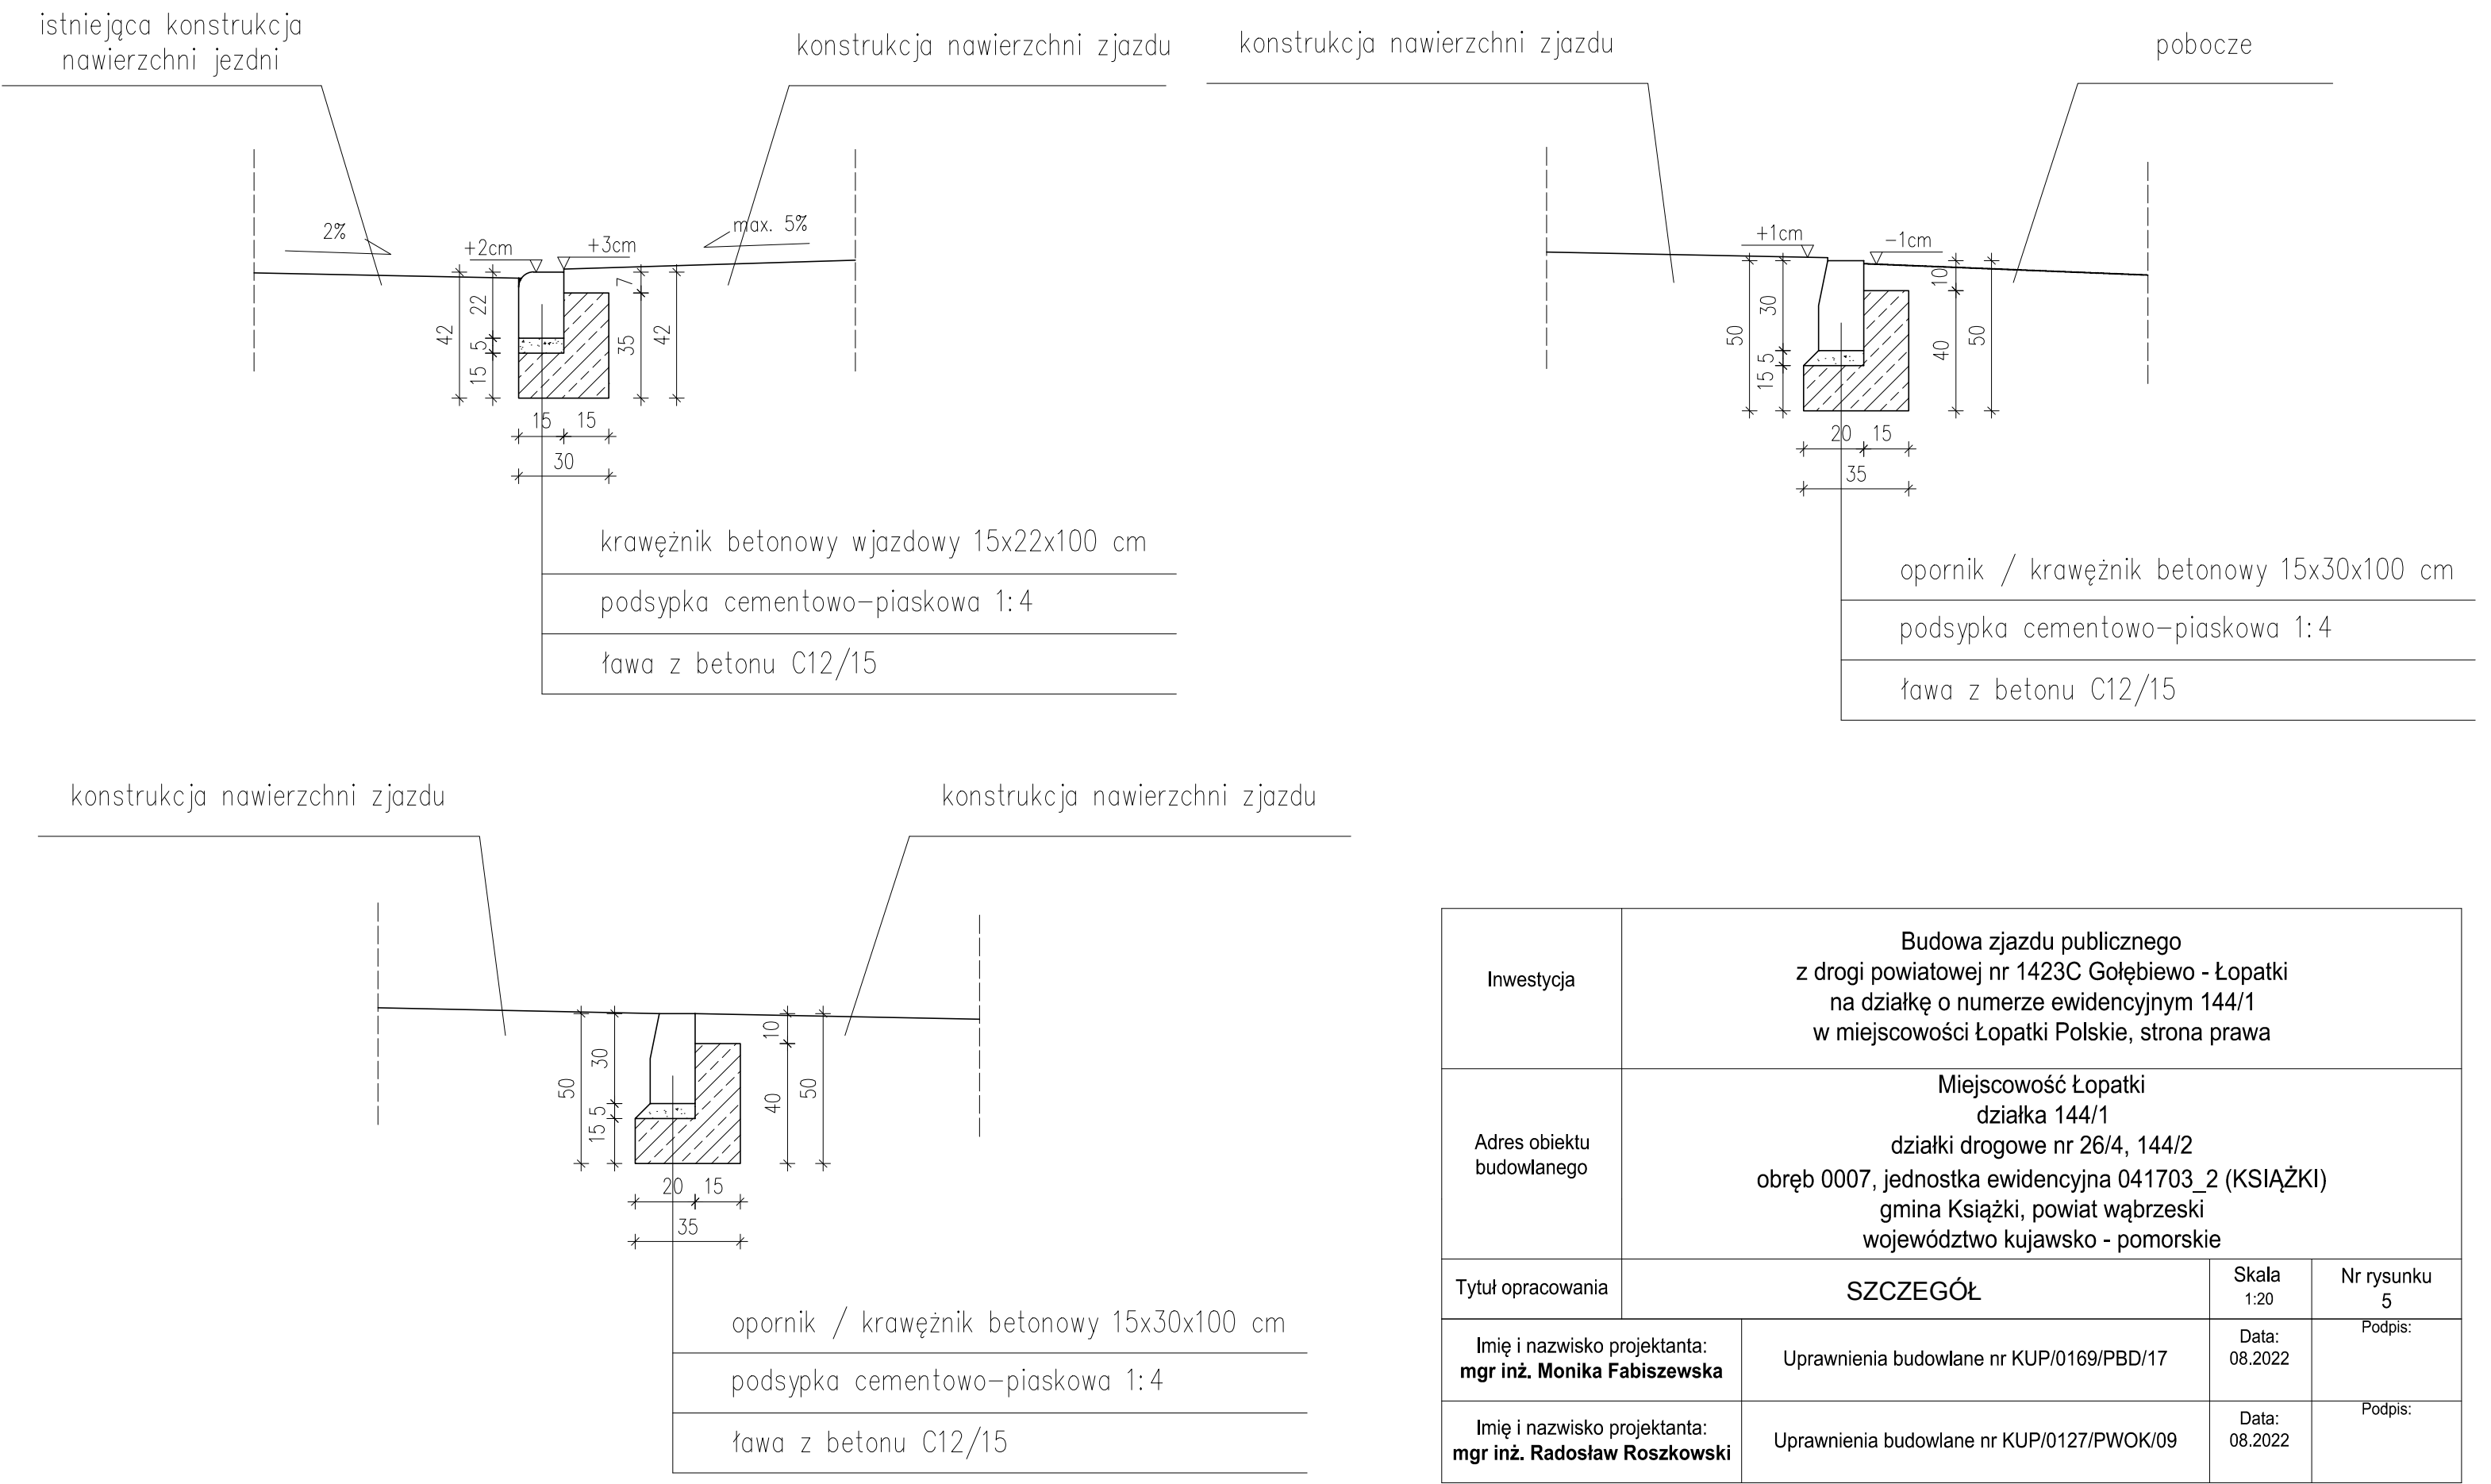 istniejąca konstrukcja
nawierzchni jezdni
konstrukcja nawierzchni zjazdu
2%
+2cm
+3cm
max. 5%
42
22
5
15
7
35
42
15
15
30
krawężnik betonowy wjazdowy 15x22x100 cm
podsypka cementowo-piaskowa 1:4
ława z betonu C12/15
konstrukcja nawierzchni zjazdu
pobocze
+1cm
-1cm
50
30
5
15
10
40
50
20
15
35
opornik / krawężnik betonowy 15x30x100 cm
podsypka cementowo-piaskowa 1:4
ława z betonu C12/15
konstrukcja nawierzchni zjazdu
konstrukcja nawierzchni zjazdu
50
30
5
15
10
40
50
20
15
35
opornik / krawężnik betonowy 15x30x100 cm
podsypka cementowo-piaskowa 1:4
ława z betonu C12/15
Inwestycja
Budowa zjazdu publicznego
z drogi powiatowej nr 1423C Gołębiewo - Łopatki
na działkę o numerze ewidencyjnym 144/1
w miejscowości Łopatki Polskie, strona prawa
Adres obiektu
budowlanego
Miejscowość Łopatki
działka 144/1
działki drogowe nr 26/4, 144/2
obręb 0007, jednostka ewidencyjna 041703_2 (KSIĄŻKI)
gmina Książki, powiat wąbrzeski
województwo kujawsko - pomorskie
Tytuł opracowania
SZCZEGÓŁ
Skala
1:20
Nr rysunku
5
Imię i nazwisko projektanta:
mgr inż. Monika Fabiszewska
Uprawnienia budowlane nr KUP/0169/PBD/17
Data:
08.2022
Podpis:
Imię i nazwisko projektanta:
mgr inż. Radosław Roszkowski
Uprawnienia budowlane nr KUP/0127/PWOK/09
Data:
08.2022
Podpis: